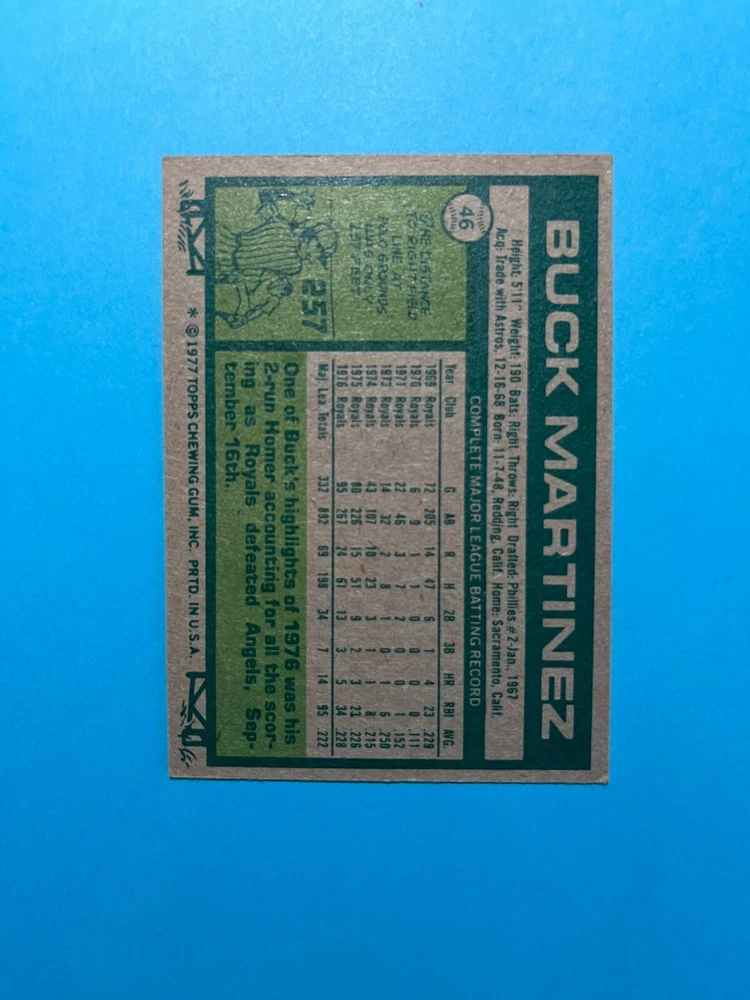 BUCK MARTINEZ
46
Height: 5'11" Weight: 190 Bats: Right Throws: Right Drafted: Phillies #2-Jan., 1967
Acq: Trade with Astros, 12-16-68 Born: 11-7-48, Redding, Calif. Home: Sacramento, Calif.
COMPLETE MAJOR LEAGUE BATTING RECORD
Year Club G AB R H 2B 3B HR RBI AVG.
1969 Royals 72 205 14 47 6 1 4 23 .229
1970 Royals 6 9 1 1 0 0 0 0 .111
1971 Royals 22 46 3 7 2 0 0 1 .152
1973 Royals 14 32 2 8 1 0 1 6 .250
1974 Royals 43 107 10 23 3 1 1 8 .215
1975 Royals 80 226 15 51 9 2 3 23 .226
1976 Royals 95 267 24 61 13 3 5 34 .228
Maj. Lea. Totals 332 892 69 198 34 7 14 95 .222
THE DISTANCE
TO RIGHT FIELD
LINE AT
POLO GROUNDS
WAS ONLY
257 FEET.
257
One of Buck's highlights of 1976 was his
2-run Homer accounting for all the scor-
ing as Royals defeated Angels, Sep-
tember 16th.
* © 1977 TOPPS CHEWING GUM, INC. PRTD. IN U.S.A.